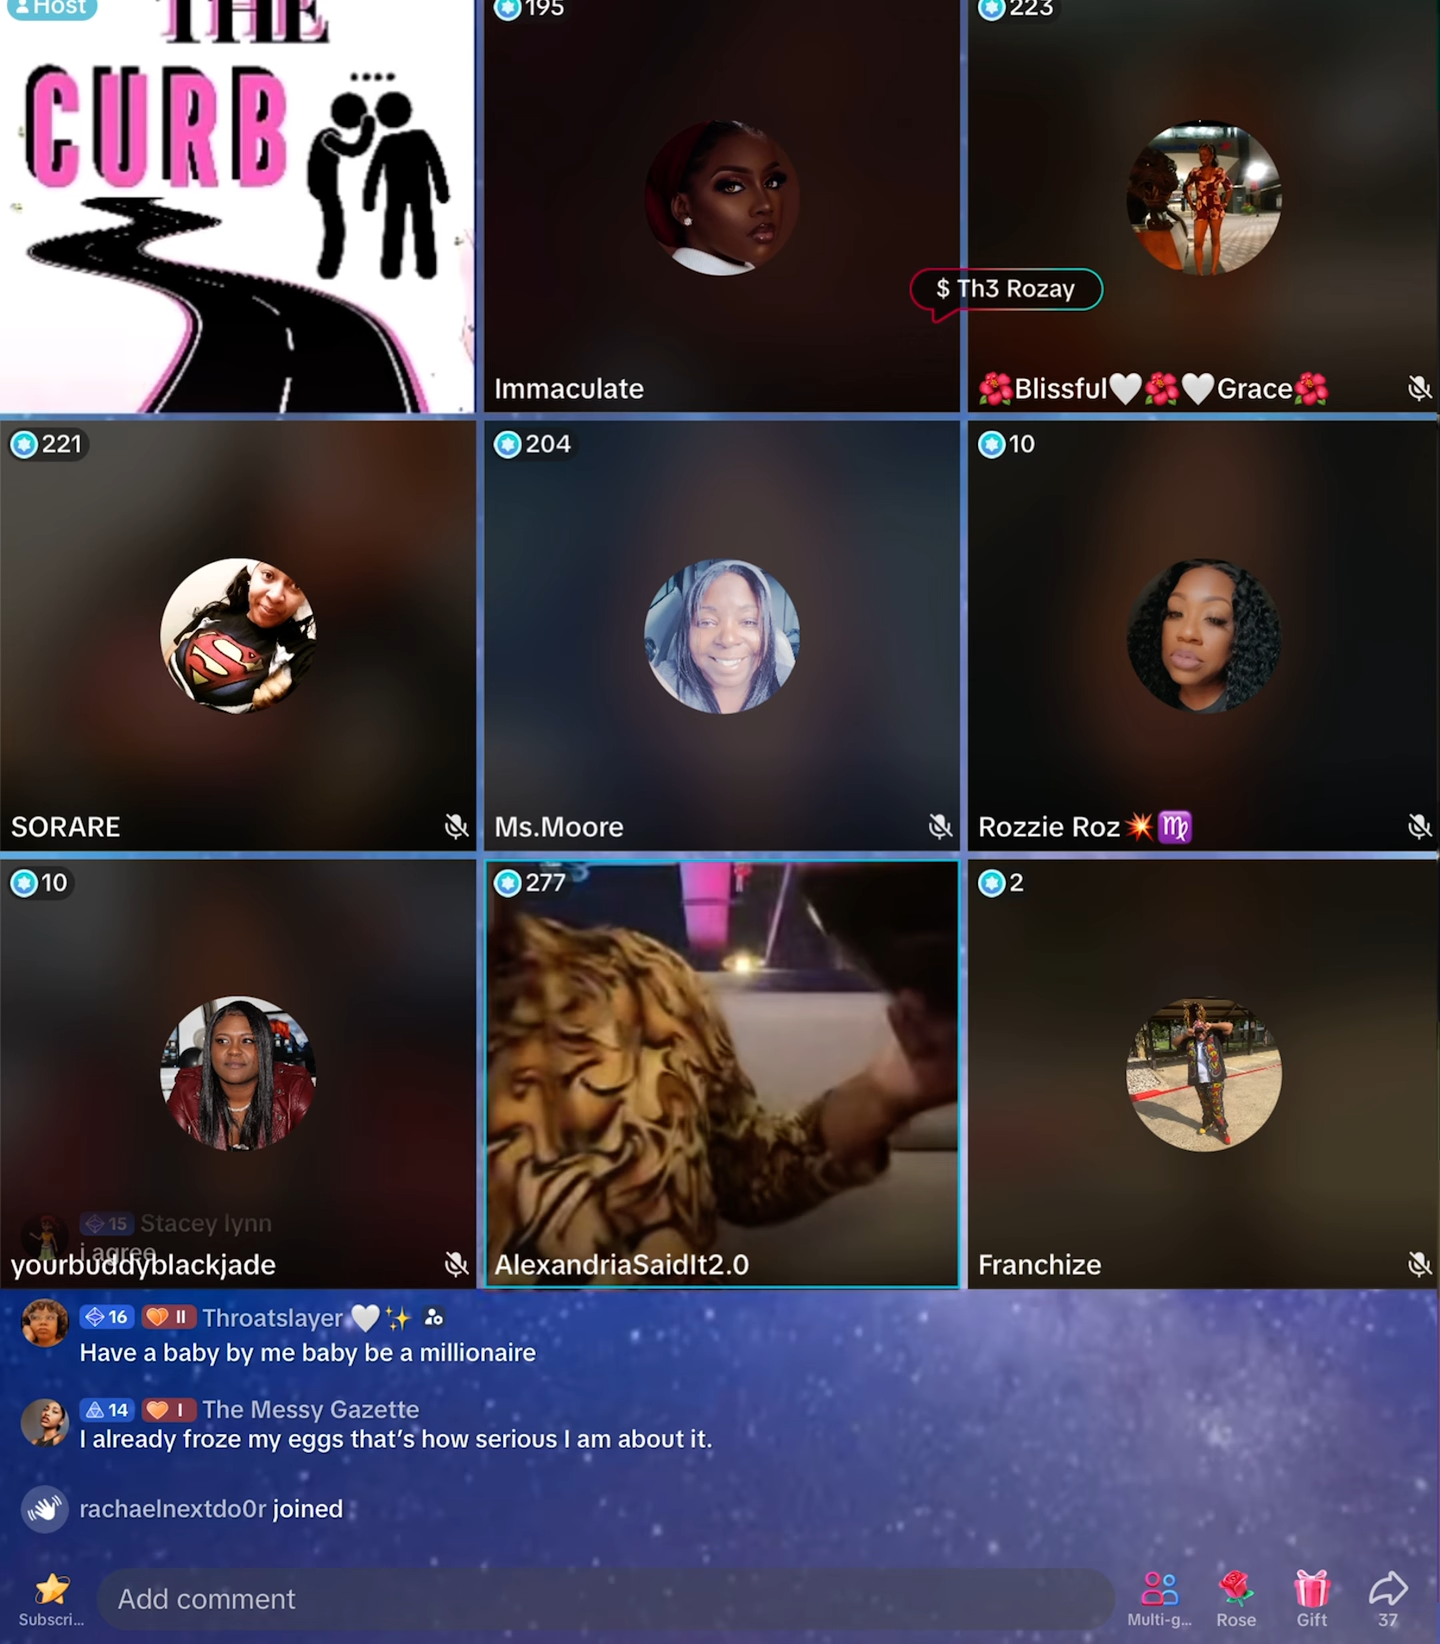 Host
THE
CURB
195
Immaculate
223
$ Th3 Rozay
🌺Blissful🤍🌺🤍Grace🌺
221
SORARE
204
Ms.Moore
10
Rozzie Roz💥♍
10
15 Stacey lynn
i agree
yourbuddyblackjade
277
AlexandriaSaidIt2.0
2
Franchize
16 II Throatslayer 🤍✨
Have a baby by me baby be a millionaire
14 I The Messy Gazette
I already froze my eggs that's how serious I am about it.
rachaelnextdo0r joined
Subscri...
Add comment
Multi-g...
Rose
Gift
37